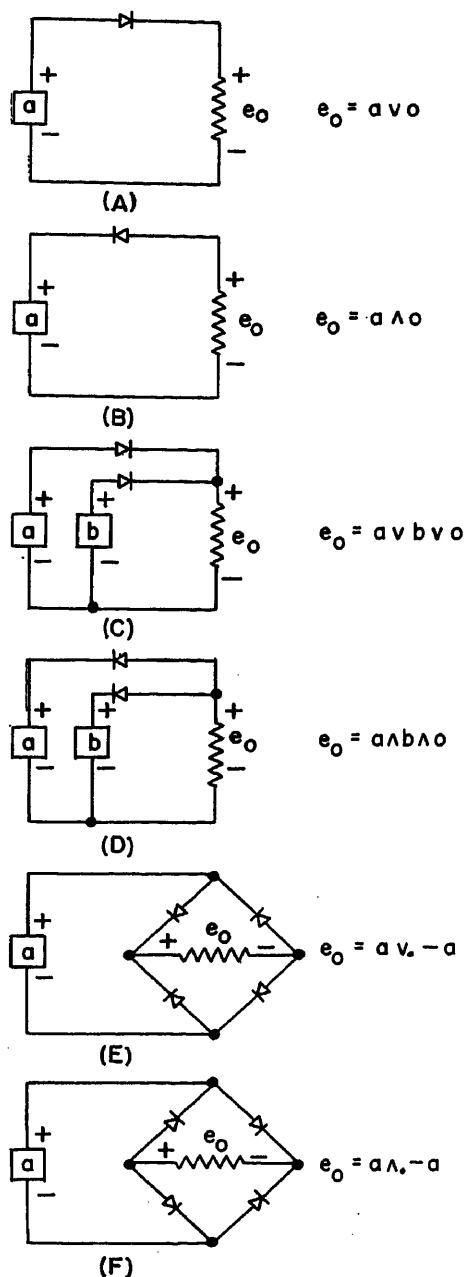 + +
a e₀ e₀ = a ∨ o
− −
(A)
+
a e₀ e₀ = a ∧ o
− −
(B)
+ + +
a b e₀ e₀ = a ∨ b ∨ o
− − −
(C)
+ + +
a b e₀ e₀ = a ∧ b ∧ o
− − −
(D)
e₀
+ + −
a e₀ = a ∨. − a
−
(E)
e₀
+ + −
a e₀ = a ∧. − a
−
(F)